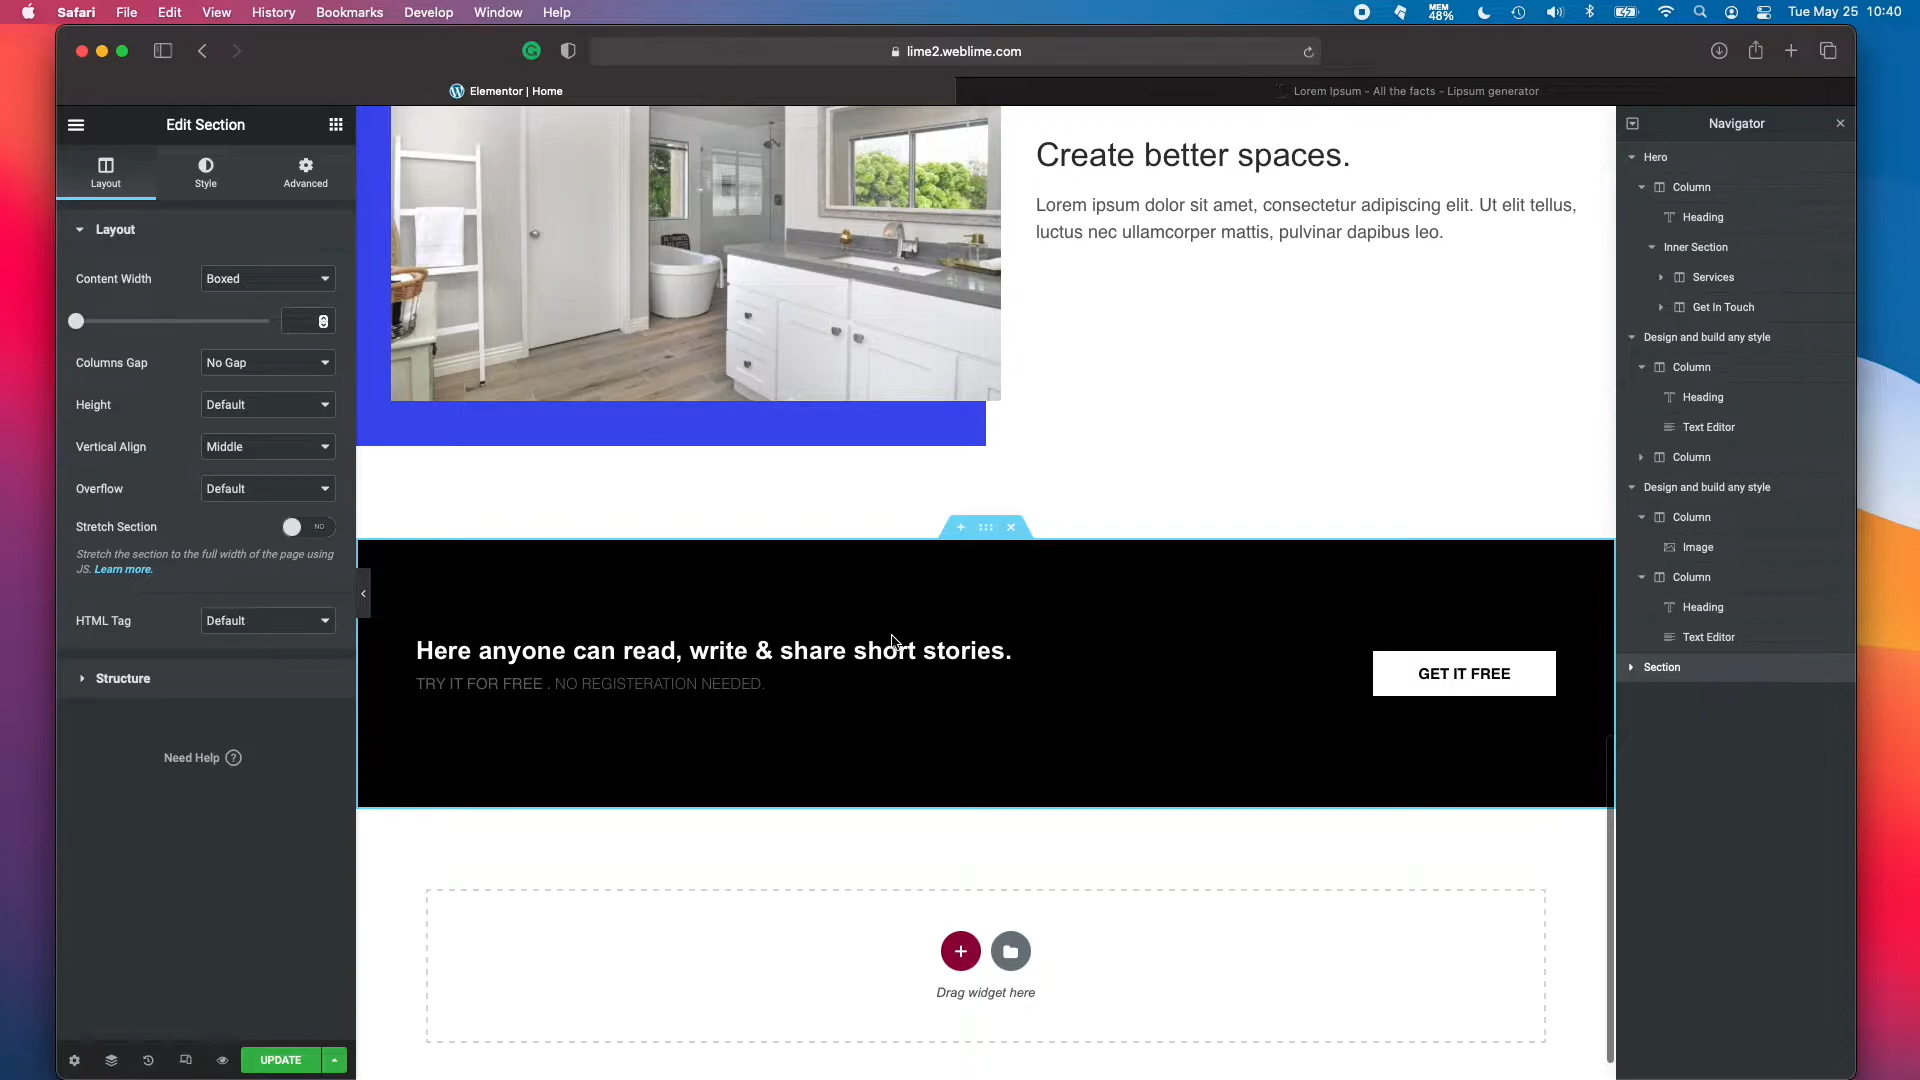 Safari File Edit View History Bookmarks Develop Window Help
MEM
48%
Tue May 25 10:40
lime2.weblime.com
Elementor | Home
Lorem Ipsum - All the facts - Lipsum generator
Edit Section
Layout
Style
Advanced
Layout
Content Width
Boxed
Columns Gap
No Gap
Height
Default
Vertical Align
Middle
Overflow
Default
Stretch Section
NO
Stretch the section to the full width of the page using
JS. Learn more.
HTML Tag
Default
Structure
Need Help ?
UPDATE
Create better spaces.
Lorem ipsum dolor sit amet, consectetur adipiscing elit. Ut elit tellus,
luctus nec ullamcorper mattis, pulvinar dapibus leo.
Here anyone can read, write & share short stories.
TRY IT FOR FREE . NO REGISTERATION NEEDED.
GET IT FREE
Drag widget here
Navigator
Hero
Column
Heading
Inner Section
Services
Get In Touch
Design and build any style
Column
Heading
Text Editor
Column
Design and build any style
Column
Image
Column
Heading
Text Editor
Section